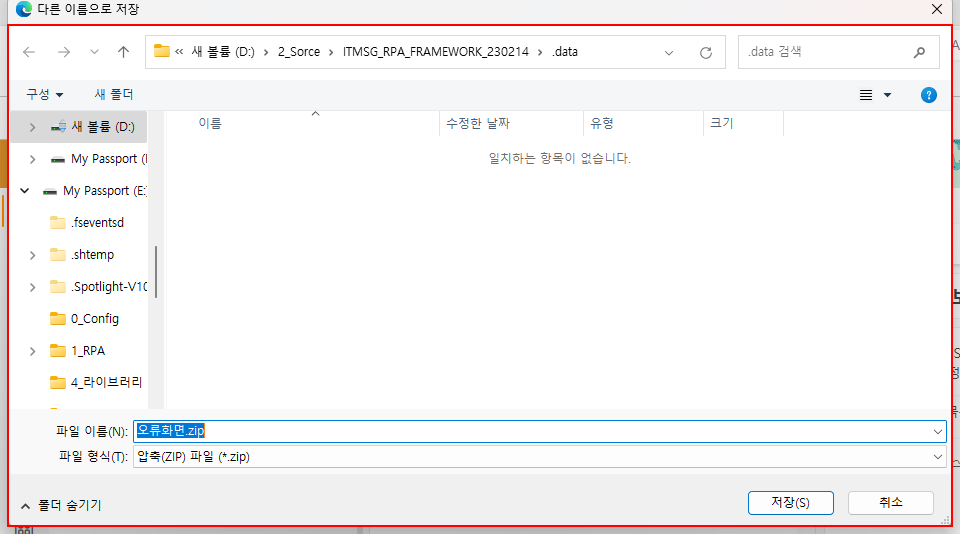 다른 이름으로 저장
« 새 볼륨 (D:) › 2_Sorce › ITMSG_RPA_FRAMEWORK_230214 › .data
.data 검색
구성
새 폴더
새 볼륨 (D:)
My Passport (
My Passport (E:
.fseventsd
.shtemp
.Spotlight-V10
0_Config
1_RPA
4_라이브러리
이름
수정한 날짜
유형
크기
일치하는 항목이 없습니다.
파일 이름(N): 오류화면.zip
파일 형식(T): 압축(ZIP) 파일 (*.zip)
폴더 숨기기
저장(S)
취소